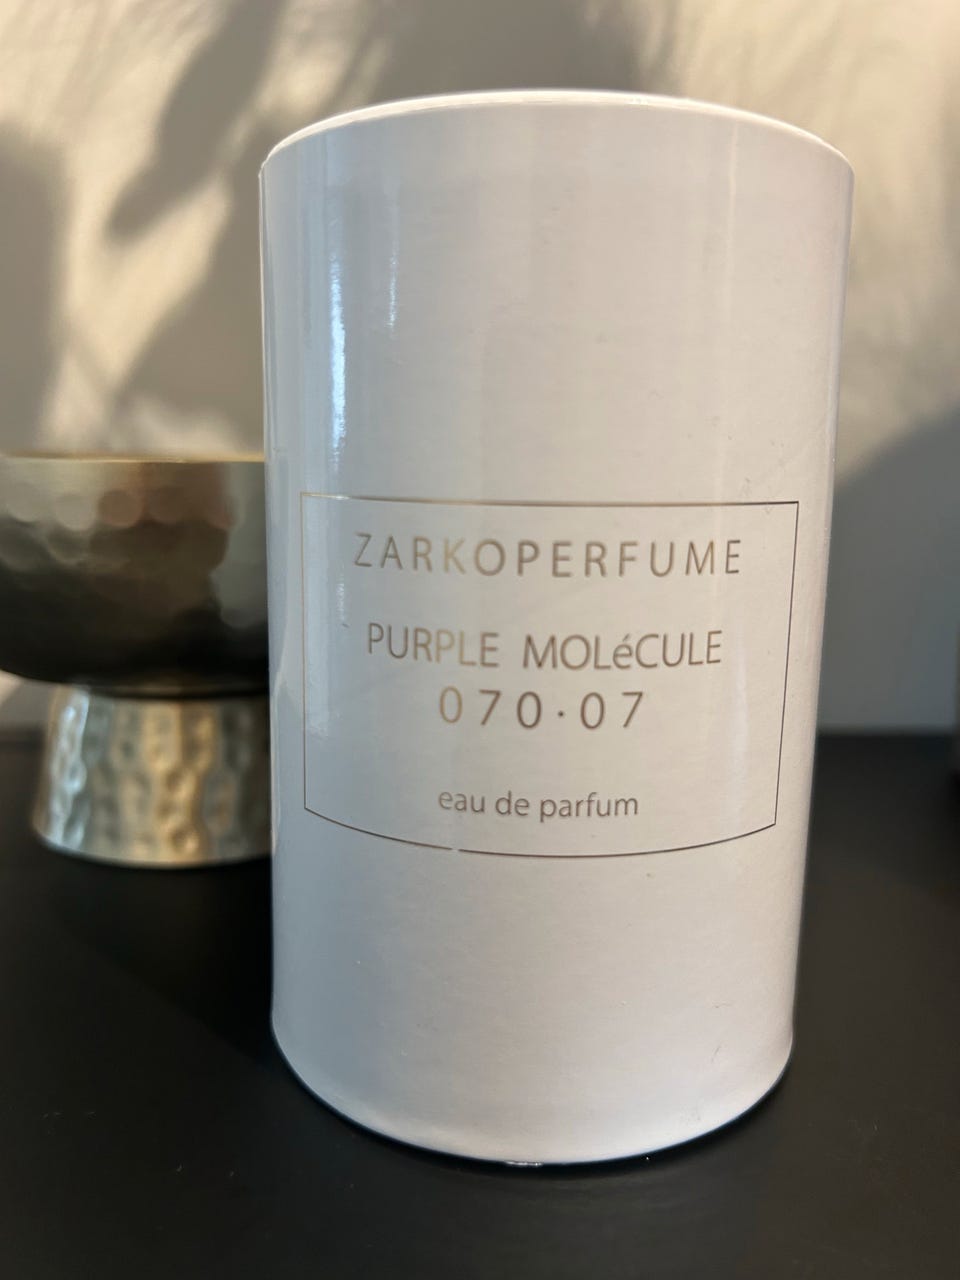 ZARKOPERFUME
PURPLE MOLéCULE
070·07
eau de parfum